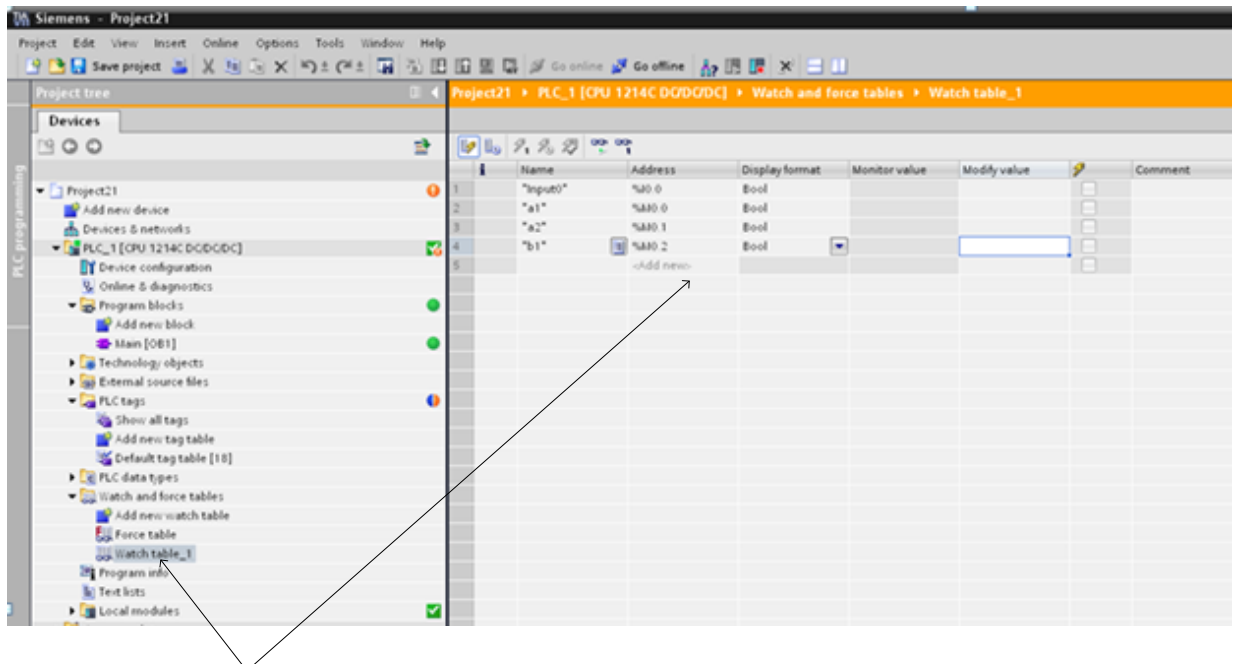 Siemens - Project21
Project Edit View Insert Online Options Tools Window Help
Save project Go online Go offline
Project tree
Project21 PLC_1 [CPU 1214C DC/DC/DC] Watch and force tables Watch table_1
Devices
PLC programming
i Name Address Display format Monitor value Modify value Comment
Project21
Add new device
Devices & networks
PLC_1 [CPU 1214C DC/DC/DC]
Device configuration
Online & diagnostics
Program blocks
Add new block
Main [OB1]
Technology objects
External source files
PLC tags
Show all tags
Add new tag table
Default tag table [18]
PLC data types
Watch and force tables
Add new watch table
Force table
Watch table_1
Program info
Text lists
Local modules
1 "Input0" %I0.0 Bool
2 "a1" %M0.0 Bool
3 "a2" %M0.1 Bool
4 "b1" %M0.2 Bool
5 <Add new>